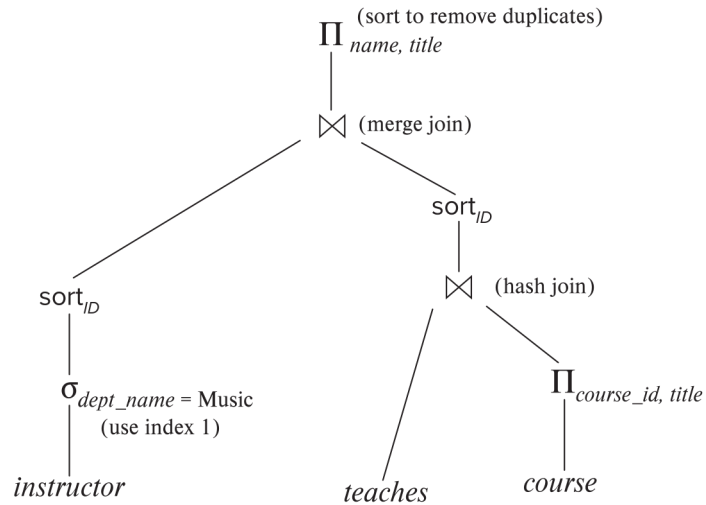 Π name, title (sort to remove duplicates)
⋈ (merge join)
sort ID
sort ID
⋈ (hash join)
σ dept_name = Music
(use index 1)
Π course_id, title
instructor
teaches
course